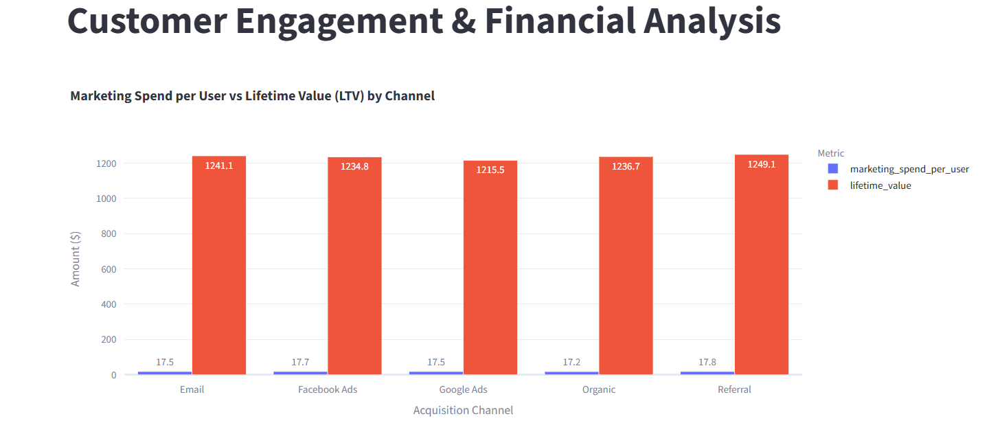 Customer Engagement & Financial Analysis
Marketing Spend per User vs Lifetime Value (LTV) by Channel
Metric
marketing_spend_per_user
lifetime_value
Amount ($)
1200
1000
800
600
400
200
0
1241.1
1234.8
1215.5
1236.7
1249.1
17.5
17.7
17.5
17.2
17.8
Email
Facebook Ads
Google Ads
Organic
Referral
Acquisition Channel